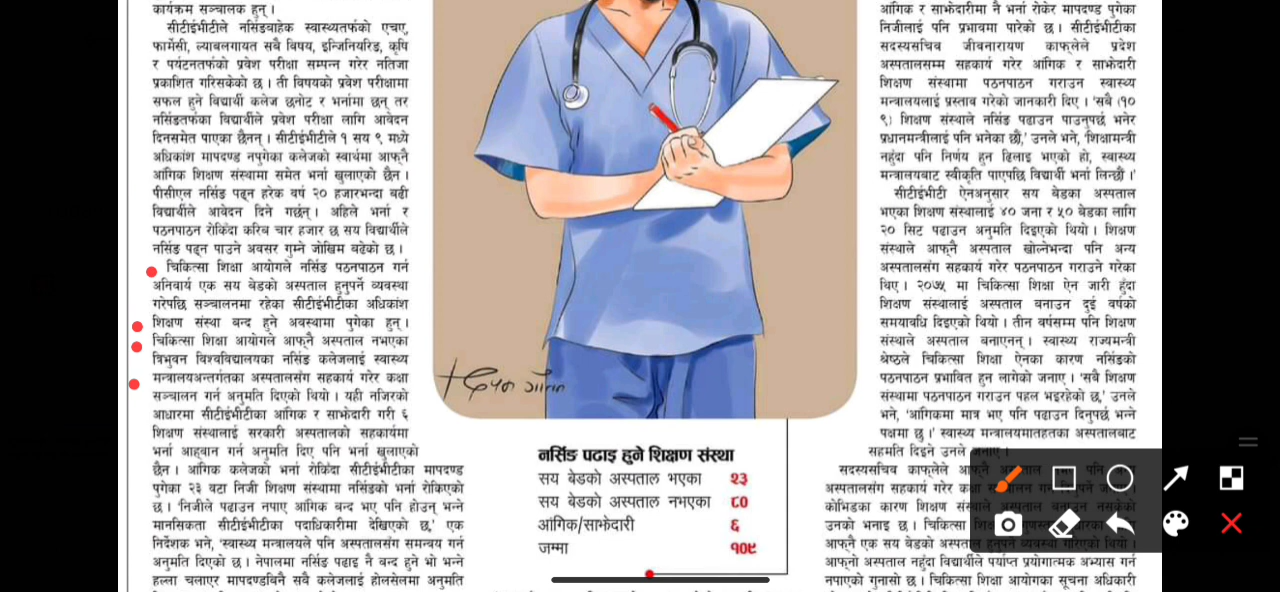 कार्यक्रम सञ्चालक हुन् ।
सीटीईभीटीले नर्सिङबाहेक स्वास्थ्यतर्फको एचए,
फार्मेसी, ल्याबलगायत सबै विषय, इन्जिनियरिङ, कृषि
र पर्यटनतर्फको प्रवेश परीक्षा सम्पन्न गरेर नतिजा
प्रकाशित गरिसकेको छ । ती विषयको प्रवेश परीक्षामा
सफल हुने विद्यार्थी कलेज छनोट र भर्नामा छन् तर
नर्सिङतर्फका विद्यार्थीले प्रवेश परीक्षा लागि आवेदन
दिनसमेत पाएका छैनन् । सीटीईभीटीले १ सय ९ मध्ये
अधिकांश मापदण्ड नपुगेका कलेजको स्वार्थमा आफ्नै
आंगिक शिक्षण संस्थामा समेत भर्ना खुलाएको छैन ।
पीसीएल नर्सिङ पढ्न हरेक वर्ष २० हजारभन्दा बढी
विद्यार्थीले आवेदन दिने गर्छन् । अहिले भर्ना र
पठनपाठन रोकिँदा करिब चार हजार छ सय विद्यार्थीले
नर्सिङ पढ्न पाउने अवसर गुम्ने जोखिम बढेको छ ।
चिकित्सा शिक्षा आयोगले नर्सिङ पठनपाठन गर्न
अनिवार्य एक सय बेडको अस्पताल हुनुपर्ने व्यवस्था
गरेपछि सञ्चालनमा रहेका सीटीईभीटीका अधिकांश
शिक्षण संस्था बन्द हुने अवस्थामा पुगेका हुन् ।
चिकित्सा शिक्षा आयोगले आफ्नै अस्पताल नभएका
त्रिभुवन विश्वविद्यालयका नर्सिङ कलेजलाई स्वास्थ्य
मन्त्रालयअन्तर्गतका अस्पतालसँग सहकार्य गरेर कक्षा
सञ्चालन गर्न अनुमति दिएको थियो । यही नजिरको
आधारमा सीटीईभीटीका आंगिक र साझेदारी गरी ६
शिक्षण संस्थालाई सरकारी अस्पतालको सहकार्यमा
भर्ना आह्वान गर्न अनुमति दिए पनि भर्ना खुलाएको
छैन । आंगिक कलेजको भर्ना रोकिँदा सीटीईभीटीका मापदण्ड
पुगेका २३ वटा निजी शिक्षण संस्थामा नर्सिङको भर्ना रोकिएको
छ । 'निजीले पढाउन नपाए आंगिक बन्द भए पनि होउन् भन्ने
मानसिकता सीटीईभीटीका पदाधिकारीमा देखिएको छ,' एक
निर्देशक भने, 'स्वास्थ्य मन्त्रालयले पनि अस्पतालसँग समन्वय गर्न
अनुमति दिएको छ । नेपालमा नर्सिङ पढाइ नै बन्द हुने भो भन्ने
हल्ला चलाएर मापदण्डबिनै सबै कलेजलाई होलसेलमा अनुमति
नर्सिङ पढाइ हुने शिक्षण संस्था
सय बेडको अस्पताल भएका २३
सय बेडको अस्पताल नभएका ८०
आंगिक/साझेदारी ६
जम्मा १०९
आंगिक र साझेदारीमा नै भर्ना रोकेर मापदण्ड पुगेका
निजीलाई पनि प्रभावमा पारेको छ । सीटीईभीटीका
सदस्यसचिव जीवनारायण काफ्लेले प्रदेश
अस्पतालसम्म सहकार्य गरेर आंगिक र साझेदारी
शिक्षण संस्थामा पठनपाठन गराउन स्वास्थ्य
मन्त्रालयलाई प्रस्ताव गरेको जानकारी दिए । 'सबै (१०
९) शिक्षण संस्थाले नर्सिङ पढाउन पाउनुपर्छ भनेर
प्रधानमन्त्रीलाई पनि भनेका छौं,' उनले भने, 'शिक्षामन्त्री
नहुँदा पनि निर्णय हुन ढिलाइ भएको हो, स्वास्थ्य
मन्त्रालयबाट स्वीकृति पाएपछि विद्यार्थी भर्ना लिन्छौं ।'
सीटीईभीटी ऐनअनुसार सय बेडका अस्पताल
भएका शिक्षण संस्थालाई ४० जना र ५० बेडका लागि
२० सिट पढाउन अनुमति दिइएको थियो । शिक्षण
संस्थाले आफ्नै अस्पताल खोल्नेभन्दा पनि अन्य
अस्पतालसँग सहकार्य गरेर पठनपाठन गराउने गरेका
थिए । २०७५ मा चिकित्सा शिक्षा ऐन जारी हुँदा
शिक्षण संस्थालाई अस्पताल बनाउन दुई वर्षको
समयावधि दिइएको थियो । तीन वर्षसम्म पनि शिक्षण
संस्थाले अस्पताल बनाएनन् । स्वास्थ्य राज्यमन्त्री
श्रेष्ठले चिकित्सा शिक्षा ऐनका कारण नर्सिङको
पठनपाठन प्रभावित हुन लागेको जनाए । 'सबै शिक्षण
संस्थामा पठनपाठन गराउन पहल भइरहेको छ,' उनले
भने, 'आंगिकमा मात्र भए पनि पढाउन दिनुपर्छ भन्ने
पक्षमा छु ।' स्वास्थ्य मन्त्रालयमातहतका अस्पतालबाट
सहमति दिइने उनले जनाए ।
सदस्यसचिव काफ्लेले आफ्नै अस्पताल
अस्पतालसँग सहकार्य गरेर कक्षा सञ्चालन गर्न
कोभिडका कारण शिक्षण संस्थाले अस्पताल बनाउन नसकेको
उनको भनाइ छ । चिकित्सा शिक्षा
आफ्नै एक सय बेडको अस्पताल हुनुपर्ने व्यवस्था गरिएको थियो ।
आफ्नो अस्पताल नहुँदा विद्यार्थीले पर्याप्त प्रयोगात्मक अभ्यास गर्न
नपाएको गुनासो छ । चिकित्सा शिक्षा आयोगका सूचना अधिकारी